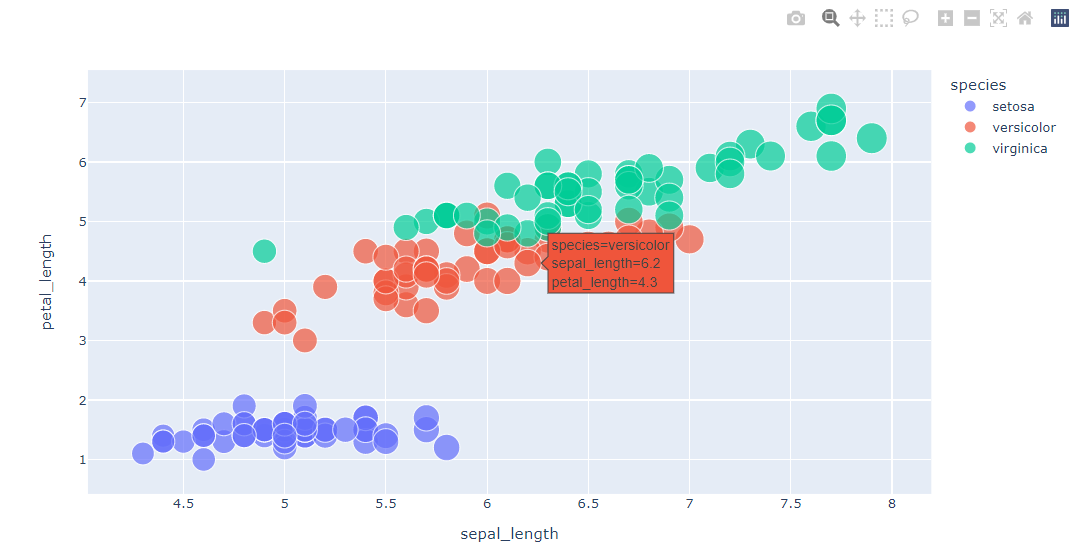 species
setosa
versicolor
virginica
7
6
5
4
3
2
1
petal_length
species=versicolor
sepal_length=6.2
petal_length=4.3
4.5 5 5.5 6 6.5 7 7.5 8
sepal_length